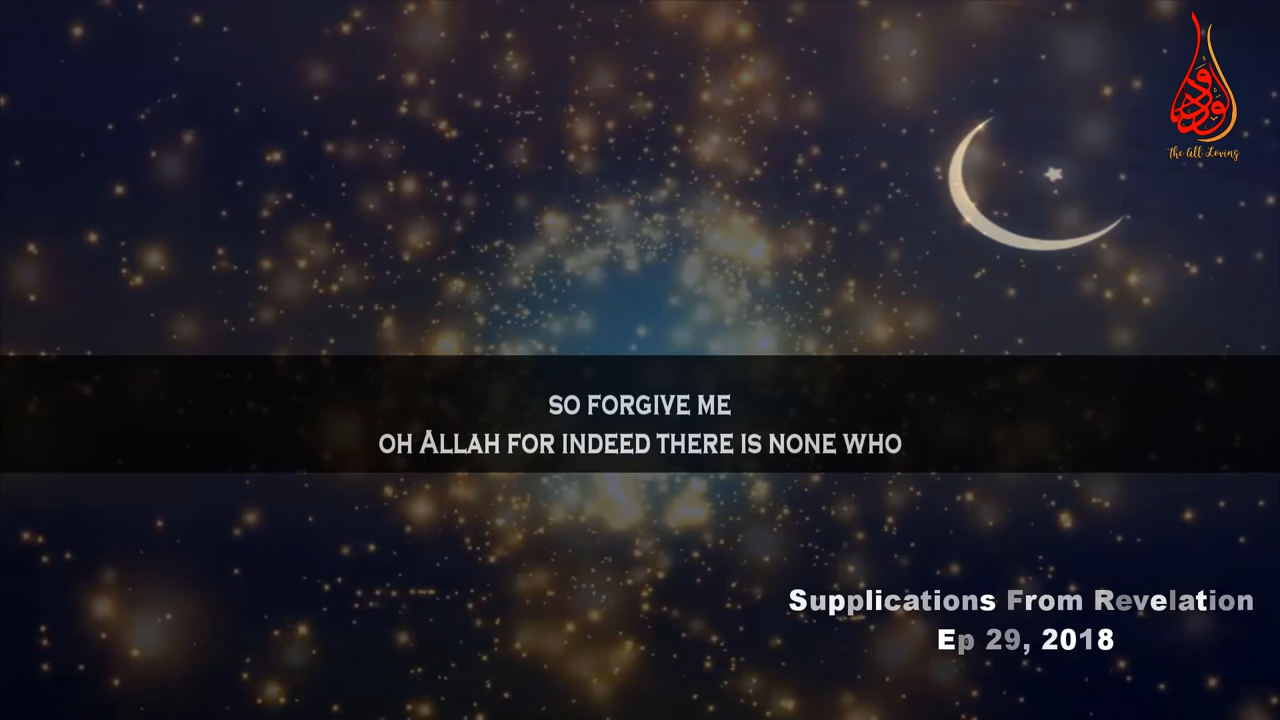 الودود
The All Loving
SO FORGIVE ME
OH ALLAH FOR INDEED THERE IS NONE WHO
Supplications From Revelation
Ep 29, 2018